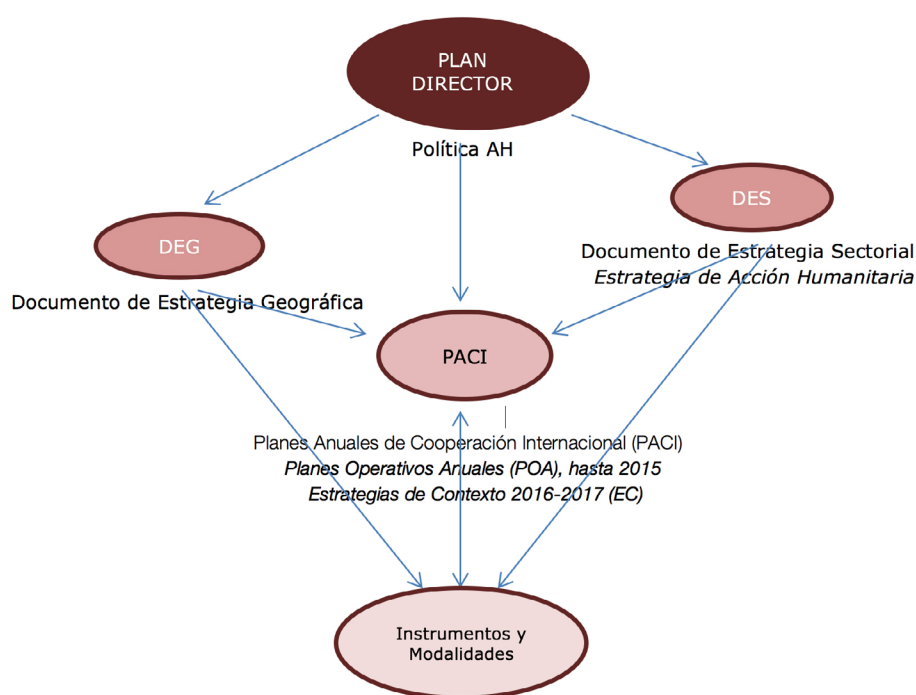 PLAN
DIRECTOR
Política AH
DES
DEG
Documento de Estrategia Sectorial
Estrategia de Acción Humanitaria
Documento de Estrategia Geográfica
PACI
Planes Anuales de Cooperación Internacional (PACI)
Planes Operativos Anuales (POA), hasta 2015
Estrategias de Contexto 2016-2017 (EC)
Instrumentos y
Modalidades